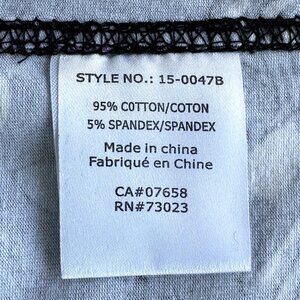 STYLE NO.: 15-0047B
95% COTTON/COTON
5% SPANDEX/SPANDEX
Made in china
Fabriqué en Chine
CA#07658
RN#73023